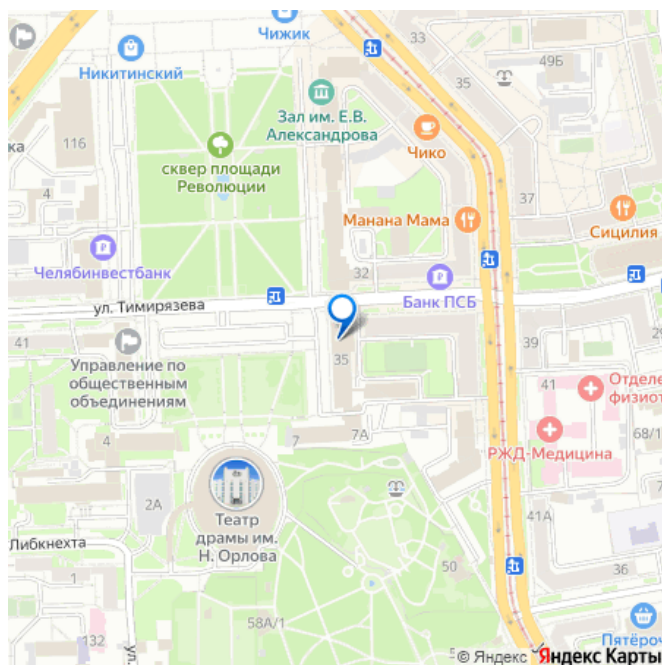 Чижик
33
49Б
Никитинский
35
Зал им. Е.В.
Александрова
116
ка
сквер площади
Революции
Чико
4
37
Манана Мама
Сицилия
Челябинвестбанк
32
Банк ПСБ
ул. Тимирязева
41
39
Управление по
общественным
объединениям
35
41
Отделе
физиот
4
7
7А
68/1
РЖД-Медицина
2А
Театр
драмы им.
Н. Орлова
41А
Либкнехта
1
50
36
58А/1
132
ул.
5
Пятёроч
© Яндекс Яндекс Карты